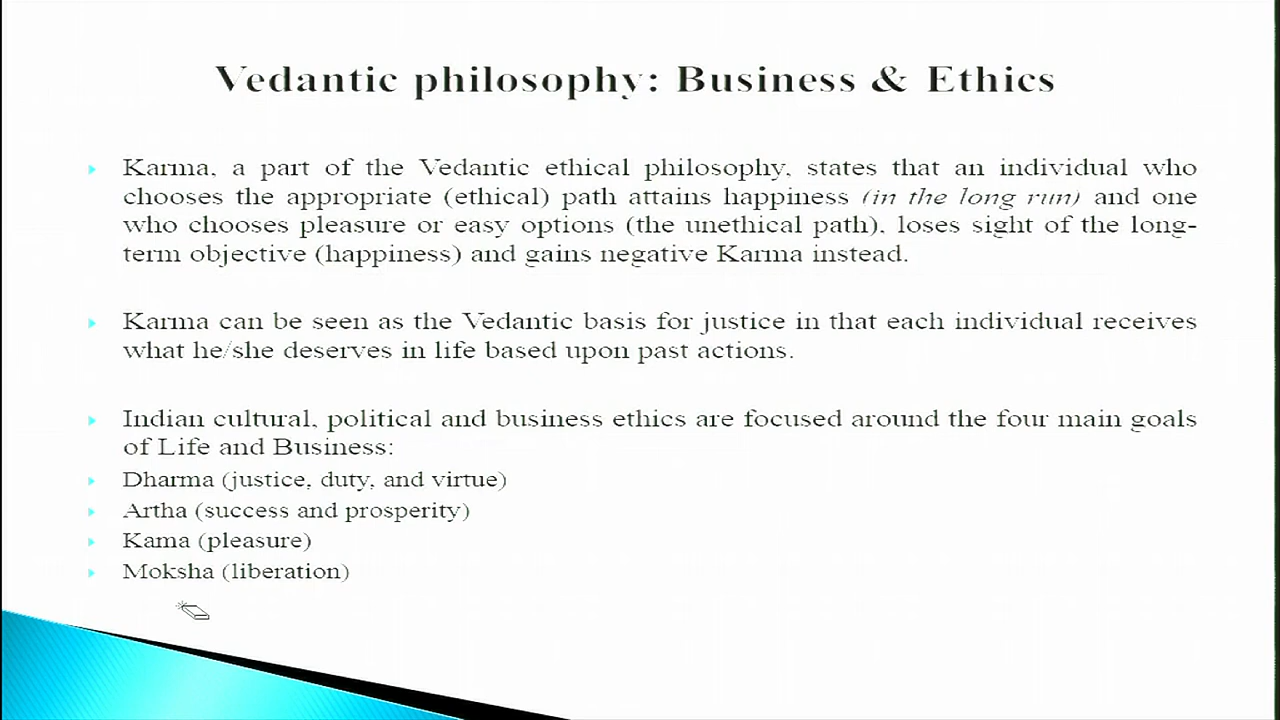 Vedantic philosophy: Business & Ethics
Karma, a part of the Vedantic ethical philosophy, states that an individual who
chooses the appropriate (ethical) path attains happiness (in the long run) and one
who chooses pleasure or easy options (the unethical path), loses sight of the long-
term objective (happiness) and gains negative Karma instead.
Karma can be seen as the Vedantic basis for justice in that each individual receives
what he/she deserves in life based upon past actions.
Indian cultural, political and business ethics are focused around the four main goals
of Life and Business:
Dharma (justice, duty, and virtue)
Artha (success and prosperity)
Kama (pleasure)
Moksha (liberation)